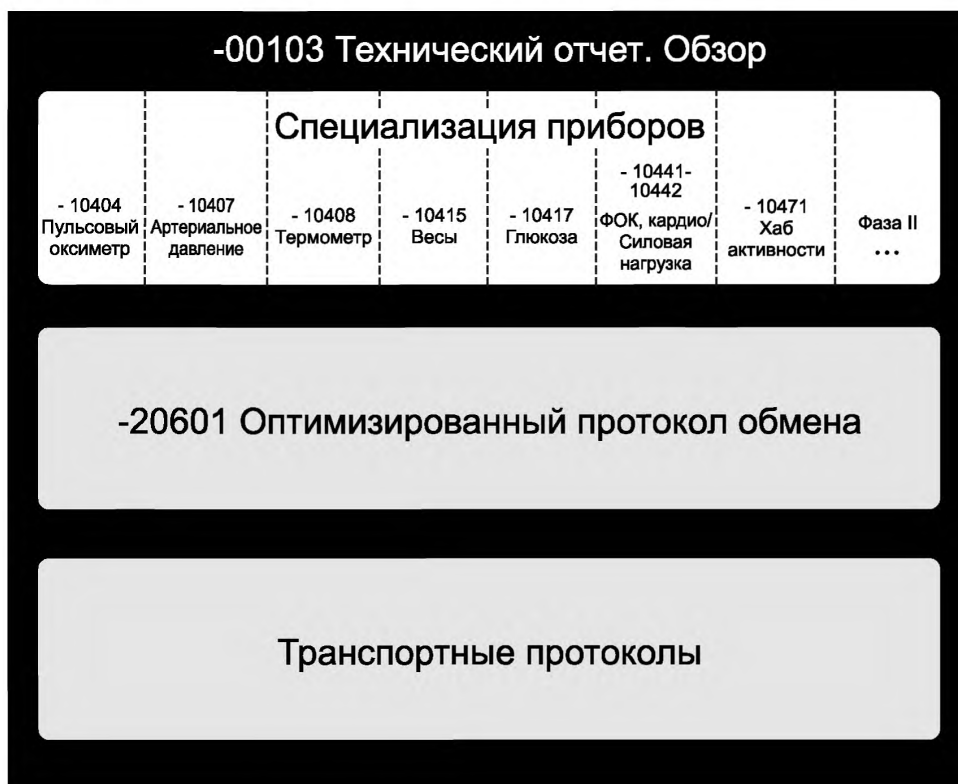 -00103 Технический отчет. Обзор
Специализация приборов
- 10404
Пульсовый
оксиметр
- 10407
Артериальное
давление
- 10408
Термометр
- 10415
Весы
- 10417
Глюкоза
- 10441-
10442
ФОК, кардио/
Силовая
нагрузка
- 10471
Хаб
активности
Фаза II
...
-20601 Оптимизированный протокол обмена
Транспортные протоколы